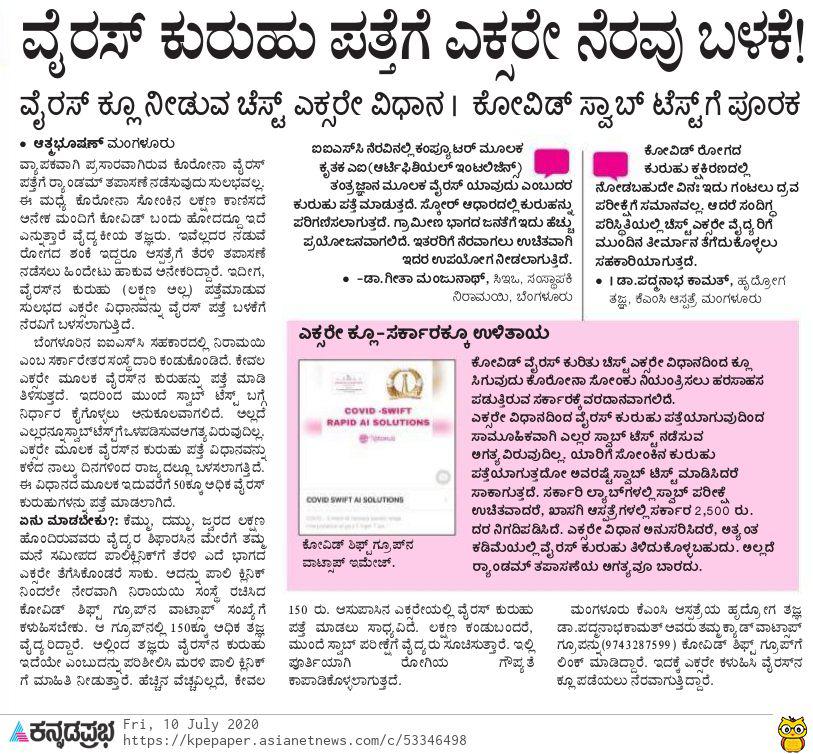 ವೈರಸ್ ಕುರುಹು ಪತ್ತೆಗೆ ಎಕ್ಸರೇ ನೆರವು ಬಳಕೆ!
ವೈರಸ್ ಕ್ಲೂ ನೀಡುವ ಚೆಸ್ಟ್ ಎಕ್ಸರೇ ವಿಧಾನ । ಕೋವಿಡ್ ಸ್ವಾಬ್ ಟೆಸ್ಟ್‌ಗೆ ಪೂರಕ
● ಆತ್ಮಭೂಷಣ್ ಮಂಗಳೂರು
ವ್ಯಾಪಕವಾಗಿ ಪ್ರಸಾರವಾಗಿರುವ ಕೊರೋನಾ ವೈರಸ್
ಪತ್ತೆಗೆ ರ್‍ಯಾಂಡಮ್ ತಪಾಸಣೆ ನಡೆಸುವುದು ಸುಲಭವಲ್ಲ.
ಈ ಮಧ್ಯೆ ಕೊರೋನಾ ಸೋಂಕಿನ ಲಕ್ಷಣ ಕಾಣಿಸದೆ
ಅನೇಕ ಮಂದಿಗೆ ಕೋವಿಡ್ ಬಂದು ಹೋದದ್ದೂ ಇದೆ
ಎನ್ನುತ್ತಾರೆ ವೈದ್ಯಕೀಯ ತಜ್ಞರು. ಇವೆಲ್ಲದರ ನಡುವೆ
ರೋಗದ ಶಂಕೆ ಇದ್ದರೂ ಆಸ್ಪತ್ರೆಗೆ ತೆರಳಿ ತಪಾಸಣೆ
ನಡೆಸಲು ಹಿಂದೇಟು ಹಾಕುವ ಅನೇಕರಿದ್ದಾರೆ. ಇದೀಗ,
ವೈರಸ್‌ನ ಕುರುಹು (ಲಕ್ಷಣ ಅಲ್ಲ) ಪತ್ತೆಮಾಡುವ
ಸುಲಭದ ಎಕ್ಸರೇ ವಿಧಾನವನ್ನು ವೈರಸ್ ಪತ್ತೆ ಬಳಕೆಗೆ
ನೆರವಿಗೆ ಬಳಸಲಾಗುತ್ತಿದೆ.
ಬೆಂಗಳೂರಿನ ಐಐಎಸ್‌ಸಿ ಸಹಕಾರದಲ್ಲಿ ನಿರಾಮಯಿ
ಎಂಬ ಸರ್ಕಾರೇತರ ಸಂಸ್ಥೆ ದಾರಿ ಕಂಡುಕೊಂಡಿದೆ. ಕೇವಲ
ಎಕ್ಸರೇ ಮೂಲಕ ವೈರಸ್‌ನ ಕುರುಹನ್ನು ಪತ್ತೆ ಮಾಡಿ
ತಿಳಿಸುತ್ತದೆ. ಇದರಿಂದ ಮುಂದೆ ಸ್ವಾಬ್ ಟೆಸ್ಟ್ ಬಗ್ಗೆ
ನಿರ್ಧಾರ ಕೈಗೊಳ್ಳಲು ಅನುಕೂಲವಾಗಲಿದೆ. ಅಲ್ಲದೆ
ಎಲ್ಲರನ್ನೂ ಸ್ವಾಬ್‌ಟೆಸ್ಟ್‌ಗೆ ಒಳಪಡಿಸುವ ಅಗತ್ಯವಿರುವುದಿಲ್ಲ.
ಎಕ್ಸರೇ ಮೂಲಕ ವೈರಸ್‌ನ ಕುರುಹು ಪತ್ತೆ ವಿಧಾನವನ್ನು
ಕಳೆದ ನಾಲ್ಕು ದಿನಗಳಿಂದ ರಾಜ್ಯದಲ್ಲೂ ಬಳಸಲಾಗುತ್ತಿದೆ.
ಈ ವಿಧಾನದ ಮೂಲಕ ಇದುವರೆಗೆ 50ಕ್ಕೂ ಅಧಿಕ ವೈರಸ್
ಕುರುಹುಗಳನ್ನು ಪತ್ತೆ ಮಾಡಲಾಗಿದೆ.
ಏನು ಮಾಡಬೇಕು?: ಕೆಮ್ಮು, ದಮ್ಮು, ಜ್ವರದ ಲಕ್ಷಣ
ಹೊಂದಿರುವವರು ವೈದ್ಯರ ಶಿಫಾರಸಿನ ಮೇರೆಗೆ ತಮ್ಮ
ಮನೆ ಸಮೀಪದ ಪಾಲಿಕ್ಲಿನಿಕ್‌ಗೆ ತೆರಳಿ ಎದೆ ಭಾಗದ
ಎಕ್ಸರೇ ತೆಗೆಸಿಕೊಂಡರೆ ಸಾಕು. ಅದನ್ನು ಪಾಲಿ ಕ್ಲಿನಿಕ್
ನಿಂದಲೇ ನೇರವಾಗಿ ನಿರಾಯಯಿ ಸಂಸ್ಥೆ ರಚಿಸಿದ
ಕೋವಿಡ್ ಶಿಫ್ಟ್ ಗ್ರೂಪ್‌ನ ವಾಟ್ಸಾಪ್ ಸಂಖ್ಯೆಗೆ
ಕಳುಹಿಸಬೇಕು. ಆ ಗ್ರೂಪ್‌ನಲ್ಲಿ 150ಕ್ಕೂ ಅಧಿಕ ತಜ್ಞ
ವೈದ್ಯರಿದ್ದಾರೆ. ಅಲ್ಲಿಂದ ತಜ್ಞರು ವೈರಸ್‌ನ ಕುರುಹು
ಇದೆಯೇ ಎಂಬುದನ್ನು ಪರಿಶೀಲಿಸಿ ಮರಳಿ ಪಾಲಿ ಕ್ಲಿನಿಕ್
ಗೆ ಮಾಹಿತಿ ನೀಡುತ್ತಾರೆ. ಹೆಚ್ಚಿನ ವೆಚ್ಚವಿಲ್ಲದೆ, ಕೇವಲ
ಐಐಎಸ್‌ಸಿ ನೆರವಿನಲ್ಲಿ ಕಂಪ್ಯೂಟರ್ ಮೂಲಕ
ಕೃತಕ ಎಐ(ಆರ್ಟಿಫಿಶಿಯಲ್ ಇಂಟಲಿಜೆನ್ಸ್)
ತಂತ್ರಜ್ಞಾನ ಮೂಲಕ ವೈರಸ್ ಯಾವುದು ಎಂಬುದರ
ಕುರುಹು ಪತ್ತೆ ಮಾಡುತ್ತದೆ. ಸ್ಕೋರ್ ಆಧಾರದಲ್ಲಿ ಕುರುಹನ್ನು
ಪರಿಗಣಿಸಲಾಗುತ್ತದೆ. ಗ್ರಾಮೀಣ ಭಾಗದ ಜನತೆಗೆ ಇದು ಹೆಚ್ಚು
ಪ್ರಯೋಜನವಾಗಲಿದೆ. ಇತರರಿಗೆ ನೆರವಾಗಲು ಉಚಿತವಾಗಿ
ಇದರ ಉಪಯೋಗ ನೀಡಲಾಗುತ್ತಿದೆ.
● -ಡಾ.ಗೀತಾ ಮಂಜುನಾಥ್, ಸಿಇಒ, ಸಂಸ್ಥಾಪಕಿ
ನಿರಾಮಯಿ, ಬೆಂಗಳೂರು
ಕೋವಿಡ್ ರೋಗದ
ಕುರುಹು ಕ್ಷಕಿರಣದಲ್ಲಿ
ನೋಡಬಹುದೇ ವಿನಃ ಇದು ಗಂಟಲು ದ್ರವ
ಪರೀಕ್ಷೆಗೆ ಸಮಾನವಲ್ಲ. ಆದರೆ ಸಂದಿಗ್ಧ
ಪರಿಸ್ಥಿತಿಯಲ್ಲಿ ಚೆಸ್ಟ್ ಎಕ್ಸರೇ ವೈದ್ಯರಿಗೆ
ಮುಂದಿನ ತೀರ್ಮಾನ ತೆಗೆದುಕೊಳ್ಳಲು
ಸಹಕಾರಿಯಾಗುತ್ತದೆ.
● । ಡಾ.ಪದ್ಮನಾಭ ಕಾಮತ್, ಹೃದ್ರೋಗ
ತಜ್ಞ, ಕೆಎಂಸಿ ಆಸ್ಪತ್ರೆ ಮಂಗಳೂರು
ಎಕ್ಸರೇ ಕ್ಲೂ-ಸರ್ಕಾರಕ್ಕೂ ಉಳಿತಾಯ
COVID -SWIFT
RAPID AI SOLUTIONS
COVID SWIFT AI SOLUTIONS
ಕೋವಿಡ್ ಶಿಫ್ಟ್ ಗ್ರೂಪ್‌ನ
ವಾಟ್ಸಾಪ್ ಇಮೇಜ್.
ಕೋವಿಡ್ ವೈರಸ್ ಕುರಿತು ಚೆಸ್ಟ್ ಎಕ್ಸರೇ ವಿಧಾನದಿಂದ ಕ್ಲೂ
ಸಿಗುವುದು ಕೊರೋನಾ ಸೋಂಕು ನಿಯಂತ್ರಿಸಲು ಹರಸಾಹಸ
ಪಡುತ್ತಿರುವ ಸರ್ಕಾರಕ್ಕೆ ವರದಾನವಾಗಲಿದೆ.
ಎಕ್ಸರೇ ವಿಧಾನದಿಂದ ವೈರಸ್ ಕುರುಹು ಪತ್ತೆಯಾಗುವುದಿಂದ
ಸಾಮೂಹಿಕವಾಗಿ ಎಲ್ಲರ ಸ್ವಾಬ್ ಟೆಸ್ಟ್ ನಡೆಸುವ
ಅಗತ್ಯವಿರುವುದಿಲ್ಲ. ಯಾರಿಗೆ ಸೋಂಕಿನ ಕುರುಹು
ಪತ್ತೆಯಾಗುತ್ತದೋ ಅವರಷ್ಟೆ ಸ್ವಾಬ್ ಟೆಸ್ಟ್ ಮಾಡಿಸಿದರೆ
ಸಾಕಾಗುತ್ತದೆ. ಸರ್ಕಾರಿ ಲ್ಯಾಬ್‌ಗಳಲ್ಲಿ ಸ್ವಾಬ್ ಪರೀಕ್ಷೆ
ಉಚಿತವಾದರೆ, ಖಾಸಗಿ ಆಸ್ಪತ್ರೆಗಳಲ್ಲಿ ಸರ್ಕಾರ 2,500 ರು.
ದರ ನಿಗದಿಪಡಿಸಿದೆ. ಎಕ್ಸರೇ ವಿಧಾನ ಅನುಸರಿಸಿದರೆ, ಅತ್ಯಂತ
ಕಡಿಮೆಯಲ್ಲಿ ವೈರಸ್ ಕುರುಹು ತಿಳಿದುಕೊಳ್ಳಬಹುದು. ಅಲ್ಲದೆ
ರ್‍ಯಾಂಡಮ್ ತಪಾಸಣೆಯ ಅಗತ್ಯವೂ ಬಾರದು.
150 ರು. ಆಸುಪಾಸಿನ ಎಕ್ಸರೇಯಲ್ಲಿ ವೈರಸ್ ಕುರುಹು
ಪತ್ತೆ ಮಾಡಲು ಸಾಧ್ಯವಿದೆ. ಲಕ್ಷಣ ಕಂಡುಬಂದರೆ,
ಮುಂದೆ ಸ್ವಾಬ್ ಪರೀಕ್ಷೆಗೆ ವೈದ್ಯರು ಸೂಚಿಸುತ್ತಾರೆ. ಇಲ್ಲಿ
ಪೂರ್ತಿಯಾಗಿ ರೋಗಿಯ ಗೌಪ್ಯತೆ
ಕಾಪಾಡಿಕೊಳ್ಳಲಾಗುತ್ತದೆ.
ಮಂಗಳೂರು ಕೆಎಂಸಿ ಆಸ್ಪತ್ರೆಯ ಹೃದ್ರೋಗ ತಜ್ಞ
ಡಾ.ಪದ್ಮನಾಭಕಾಮತ್ ಅವರು ತಮ್ಮ ಕ್ಯಾಡ್ ವಾಟ್ಸಾಪ್
ಗ್ರೂಪನ್ನು (9743287599) ಕೋವಿಡ್ ಶಿಫ್ಟ್ ಗ್ರೂಪ್‌ಗೆ
ಲಿಂಕ್ ಮಾಡಿದ್ದಾರೆ. ಇದಕ್ಕೆ ಎಕ್ಸರೇ ಕಳುಹಿಸಿ ವೈರಸ್‌ನ
ಕ್ಲೂ ಪಡೆಯಲು ನೆರವಾಗುತ್ತಿದ್ದಾರೆ.
ಕನ್ನಡಪ್ರಭ
Fri, 10 July 2020
https://kpepaper.asianetnews.com/c/53346498